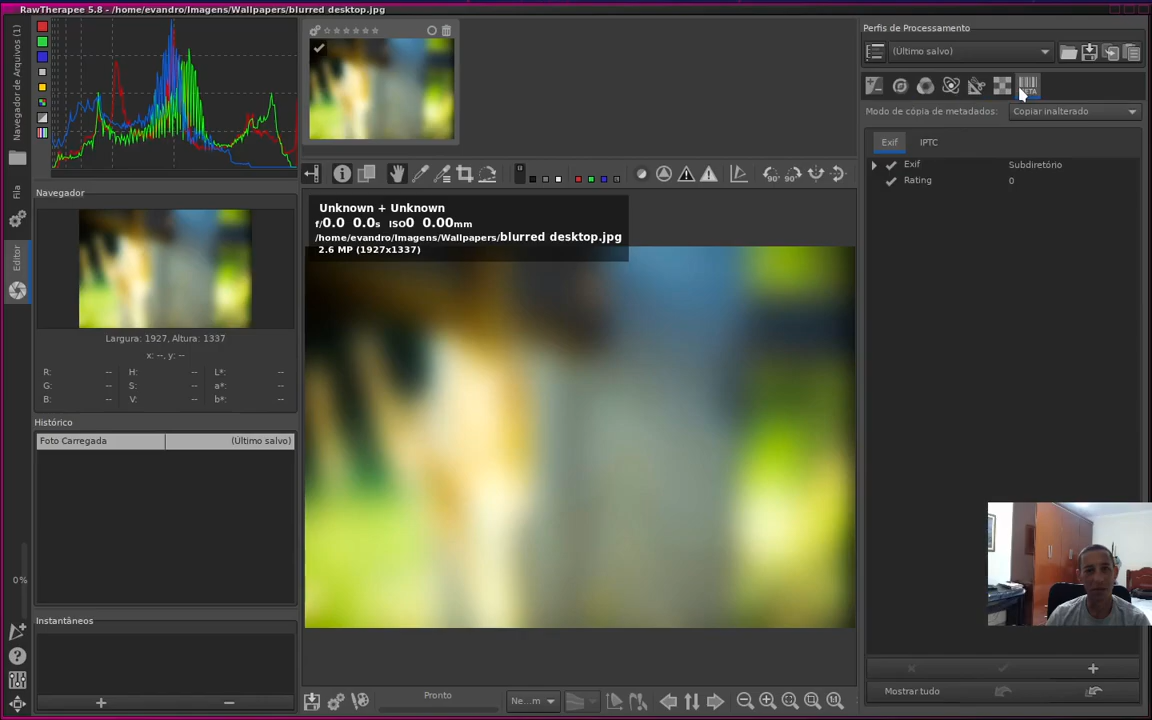 RawTherapee 5.8 - /home/evandro/Imagens/Wallpapers/blurred desktop.jpg
Navegador de Arquivos (1)
Fila
Editor
0%
Navegador
Largura: 1927, Altura: 1337
x: --, y: --
R: -- H: -- L*: --
G: -- S: -- a*: --
B: -- V: -- b*: --
Histórico
Foto Carregada (Último salvo)
Instantâneos
Unknown + Unknown
f/0.0 0.0s ISO0 0.00mm
/home/evandro/Imagens/Wallpapers/blurred desktop.jpg
2.6 MP (1927x1337)
Pronto
Ne...m
Perfis de Processamento
(Último salvo)
Modo de cópia de metadados: Copiar inalterado
Exif IPTC
Exif Subdiretório
Rating 0
Mostrar tudo